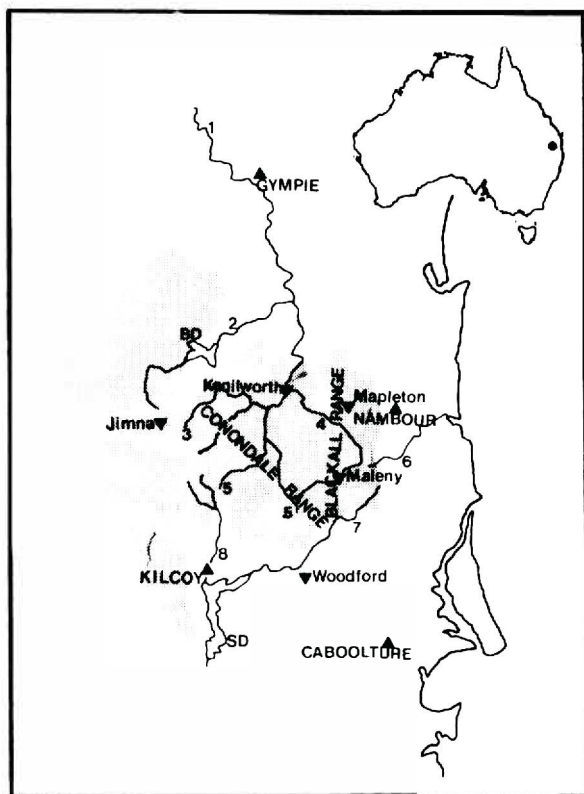 1
GYMPIE
2
BD
Kenilworth
Mapleton
NAMBOUR
Jimna
3
4
CONONDALE RANGE
BLACKALL RANGE
Maleny
6
5
5
7
8
KILCOY
Woodford
SD
CABOOLTURE